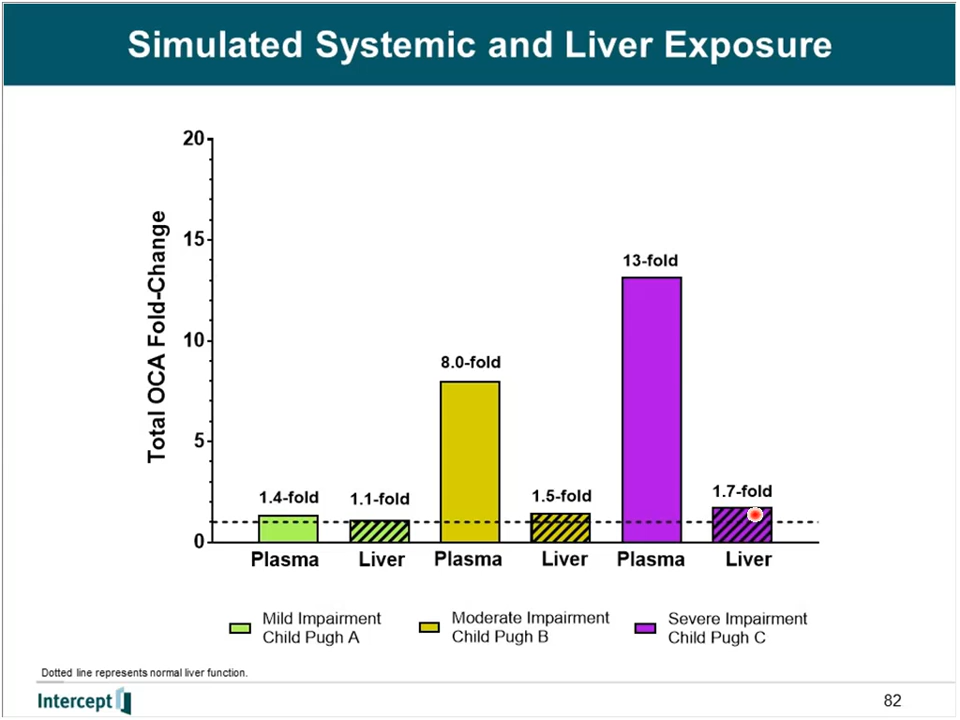 Simulated Systemic and Liver Exposure
Total OCA Fold-Change
20
15
10
5
0
1.4-fold
1.1-fold
8.0-fold
1.5-fold
13-fold
1.7-fold
Plasma
Liver
Plasma
Liver
Plasma
Liver
Mild Impairment
Child Pugh A
Moderate Impairment
Child Pugh B
Severe Impairment
Child Pugh C
Dotted line represents normal liver function.
Intercept
82